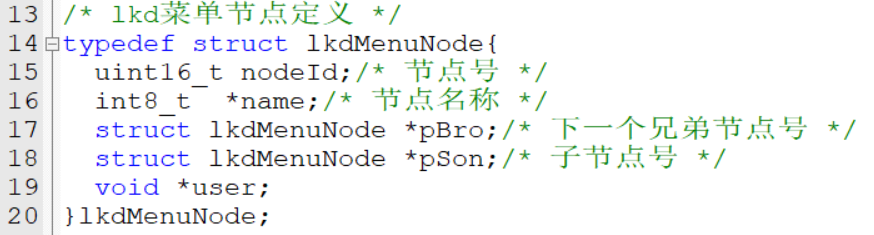 13 /* lkd菜单节点定义 */
14 typedef struct lkdMenuNode{
15 uint16_t nodeId;/* 节点号 */
16 int8_t *name;/* 节点名称 */
17 struct lkdMenuNode *pBro;/* 下一个兄弟节点号 */
18 struct lkdMenuNode *pSon;/* 子节点号 */
19 void *user;
20 }lkdMenuNode;